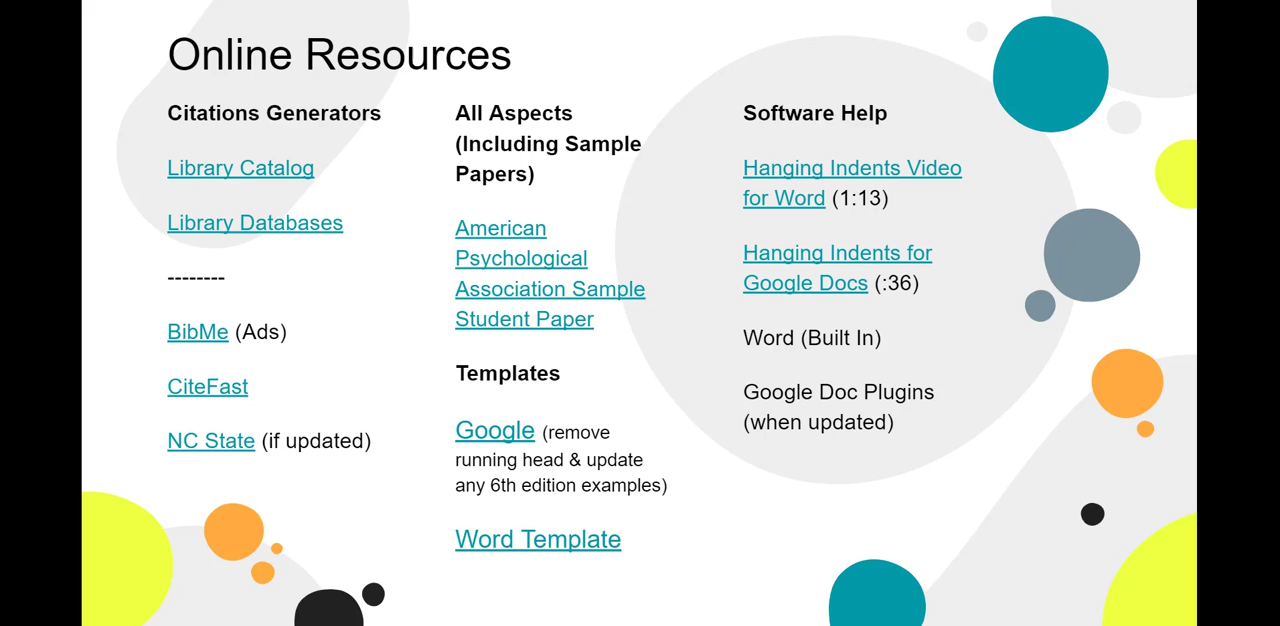 Online Resources
Citations Generators
Library Catalog
Library Databases
--------
BibMe (Ads)
CiteFast
NC State (if updated)
All Aspects
(Including Sample
Papers)
American
Psychological
Association Sample
Student Paper
Templates
Google (remove
running head & update
any 6th edition examples)
Word Template
Software Help
Hanging Indents Video
for Word (1:13)
Hanging Indents for
Google Docs (:36)
Word (Built In)
Google Doc Plugins
(when updated)